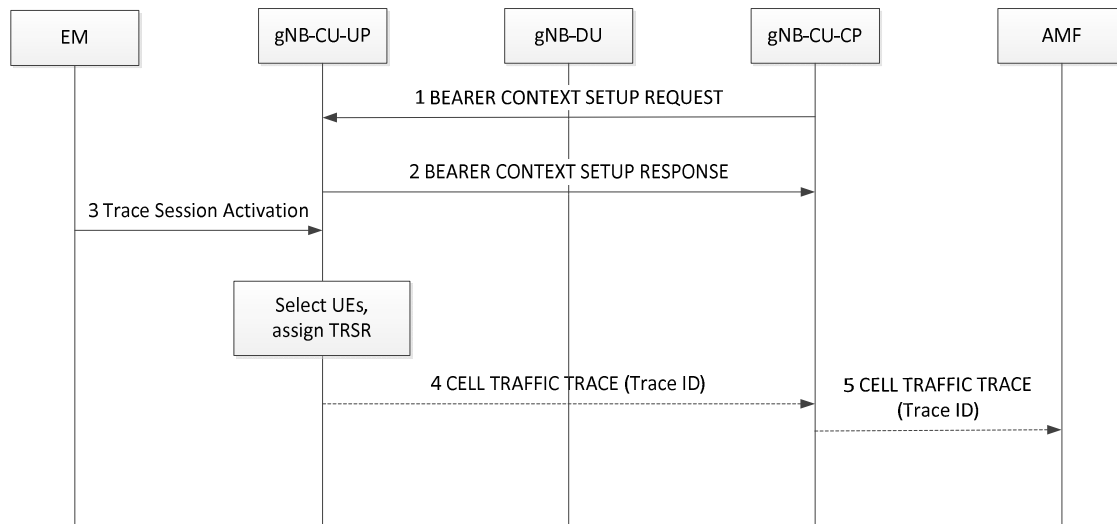 EM
gNB-CU-UP
gNB-DU
gNB-CU-CP
AMF
1 BEARER CONTEXT SETUP REQUEST
2 BEARER CONTEXT SETUP RESPONSE
3 Trace Session Activation
Select UEs,
assign TRSR
4 CELL TRAFFIC TRACE (Trace ID)
5 CELL TRAFFIC TRACE
(Trace ID)